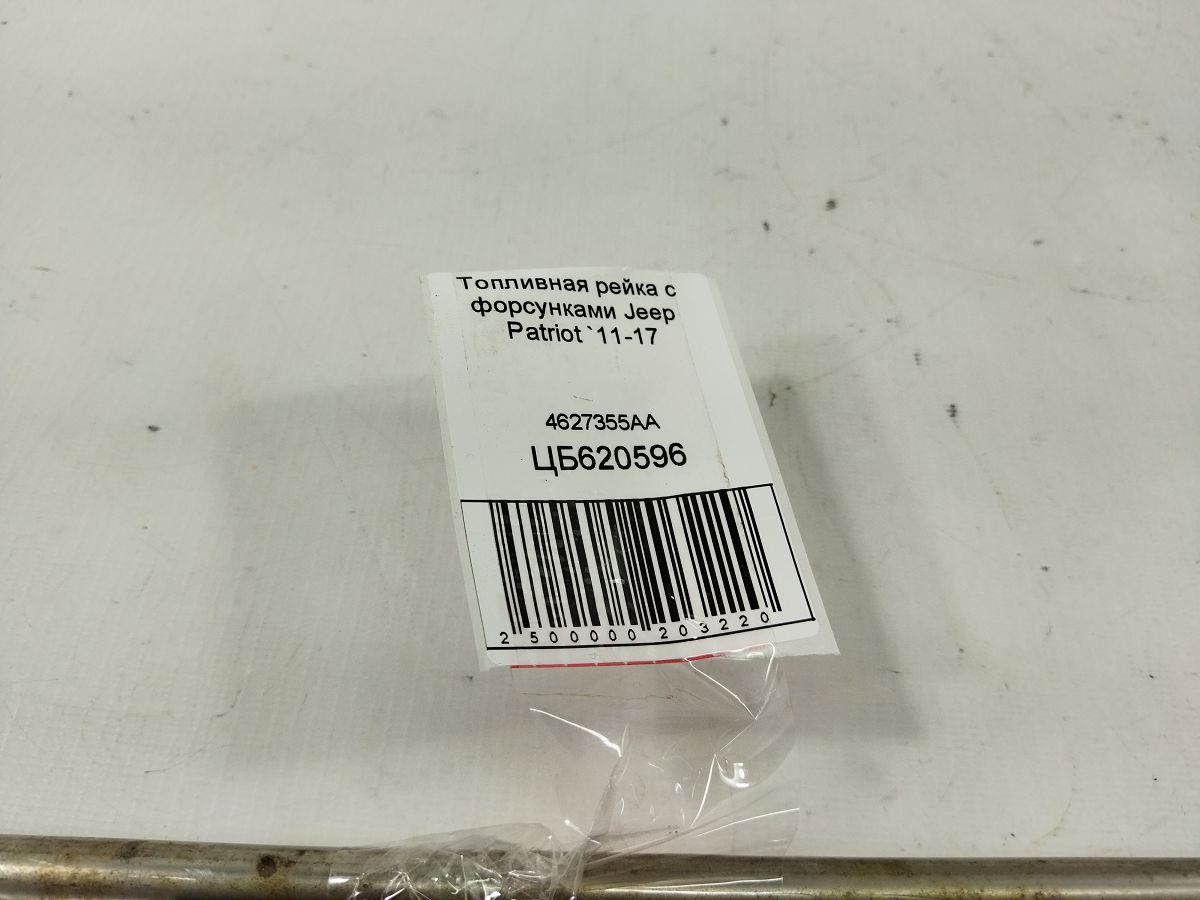 Топливная рейка с
форсунками Jeep
Patriot `11-17
4627355AA
ЦБ620596
2 500000 203220